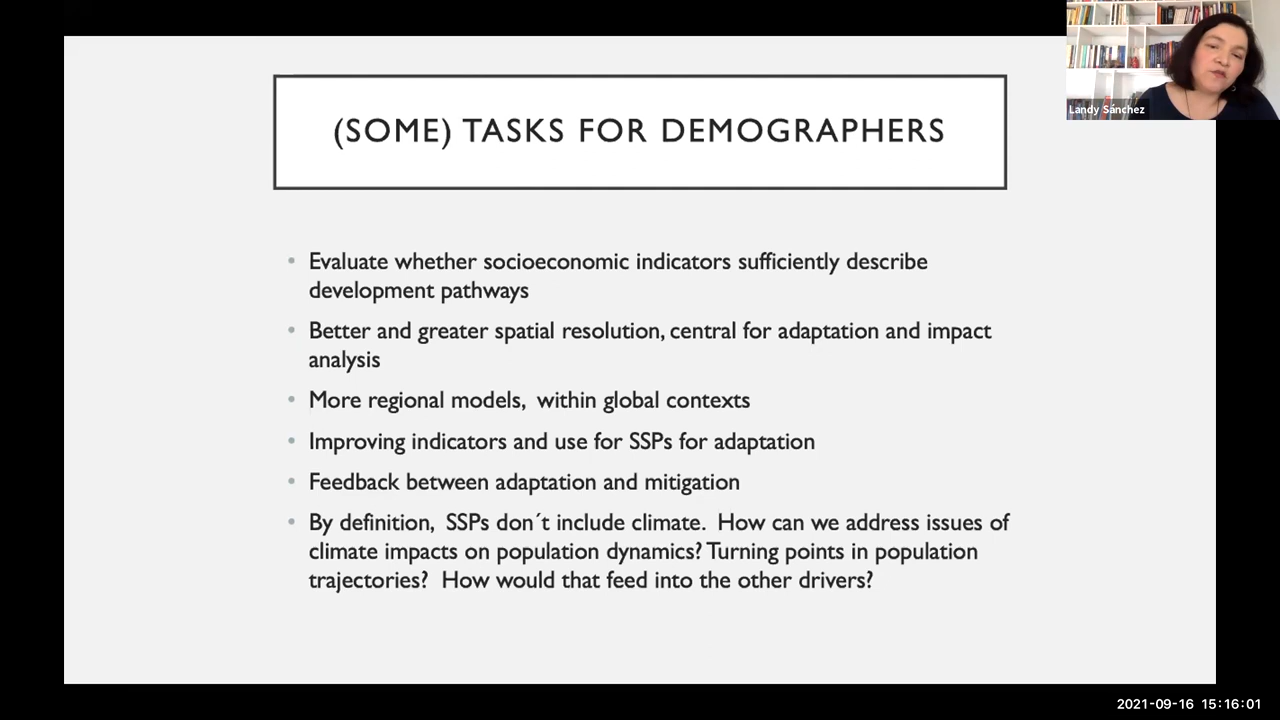 (SOME) TASKS FOR DEMOGRAPHERS
Landy Sánchez
• Evaluate whether socioeconomic indicators sufficiently describe
development pathways
• Better and greater spatial resolution, central for adaptation and impact
analysis
• More regional models,  within global contexts
• Improving indicators and use for SSPs for adaptation
• Feedback between adaptation and mitigation
• By definition,  SSPs don´t include climate.  How can we address issues of
climate impacts on population dynamics? Turning points in population
trajectories?  How would that feed into the other drivers?
2021-09-16 15:16:01